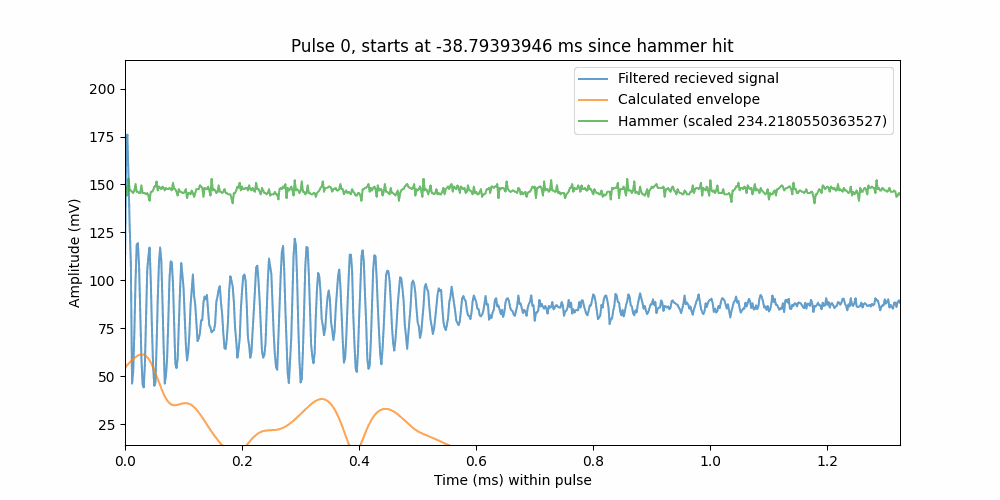 Pulse 0, starts at -38.79393946 ms since hammer hit
Filtered recieved signal
Calculated envelope
Hammer (scaled 234.2180550363527)
Amplitude (mV)
200
175
150
125
100
75
50
25
0.0 0.2 0.4 0.6 0.8 1.0 1.2
Time (ms) within pulse